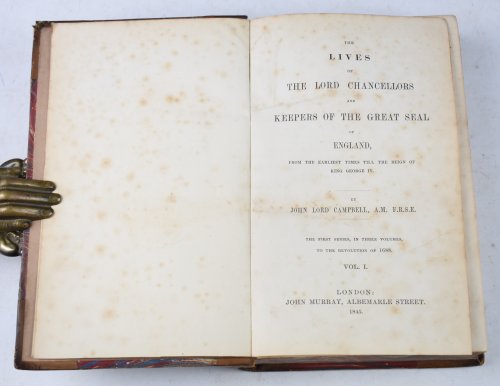 THE
LIVES
OF
THE LORD CHANCELLORS
AND
KEEPERS OF THE GREAT SEAL
OF
ENGLAND,
FROM THE EARLIEST TIMES TILL THE REIGN OF
KING GEORGE IV.
BY
JOHN LORD CAMPBELL, A.M. F.R.S.E.
THE FIRST SERIES, IN THREE VOLUMES,
TO THE REVOLUTION OF 1688.
VOL. I.
LONDON:
JOHN MURRAY, ALBEMARLE STREET.
1845.